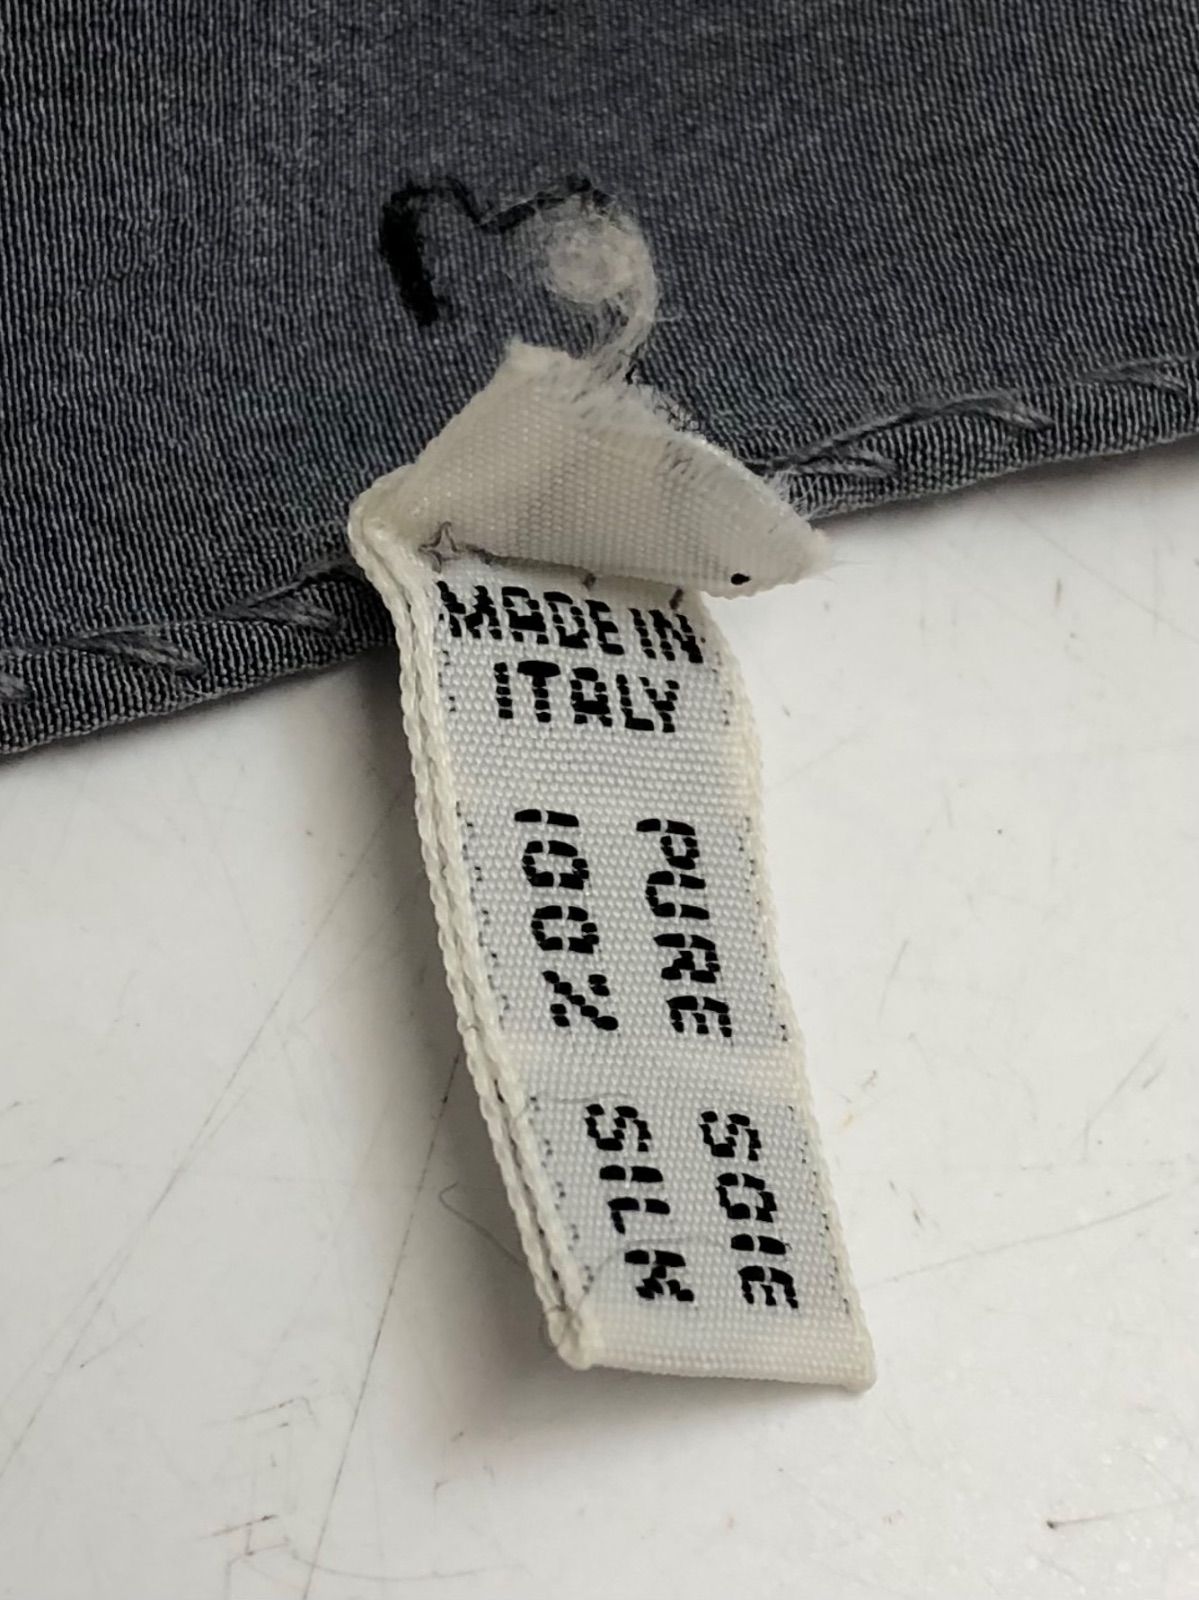 MADE IN
ITALY
PURE SOIE
100% SILK